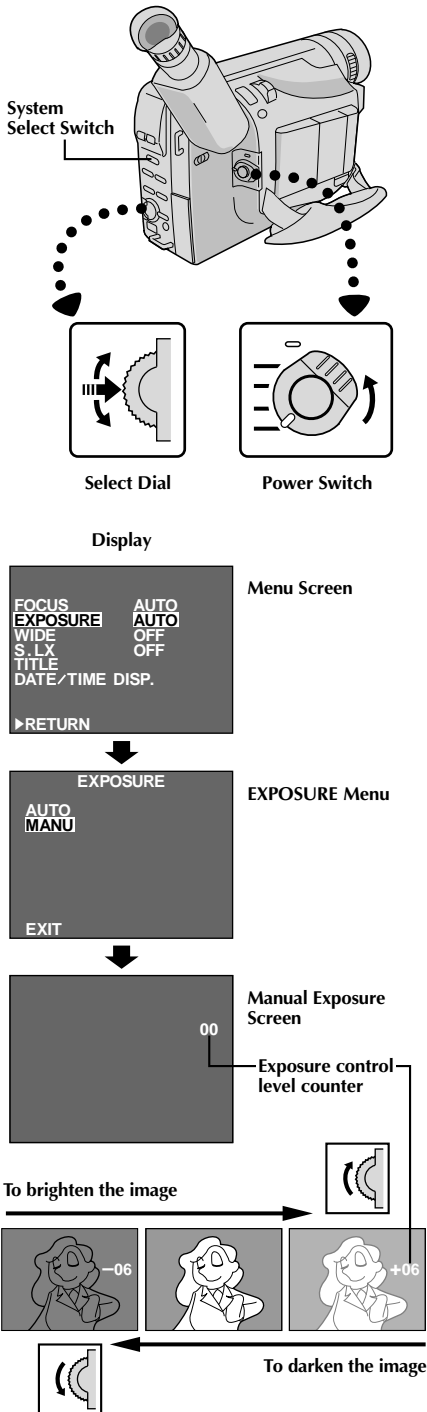 System
Select Switch
Select Dial
Power Switch
Display
FOCUS AUTO
EXPOSURE AUTO
WIDE OFF
S.LX OFF
TITLE
DATE/TIME DISP.
▶RETURN
Menu Screen
EXPOSURE
AUTO
MANU
EXIT
EXPOSURE Menu
00
Manual Exposure
Screen
Exposure control
level counter
To brighten the image
–06
+06
To darken the image